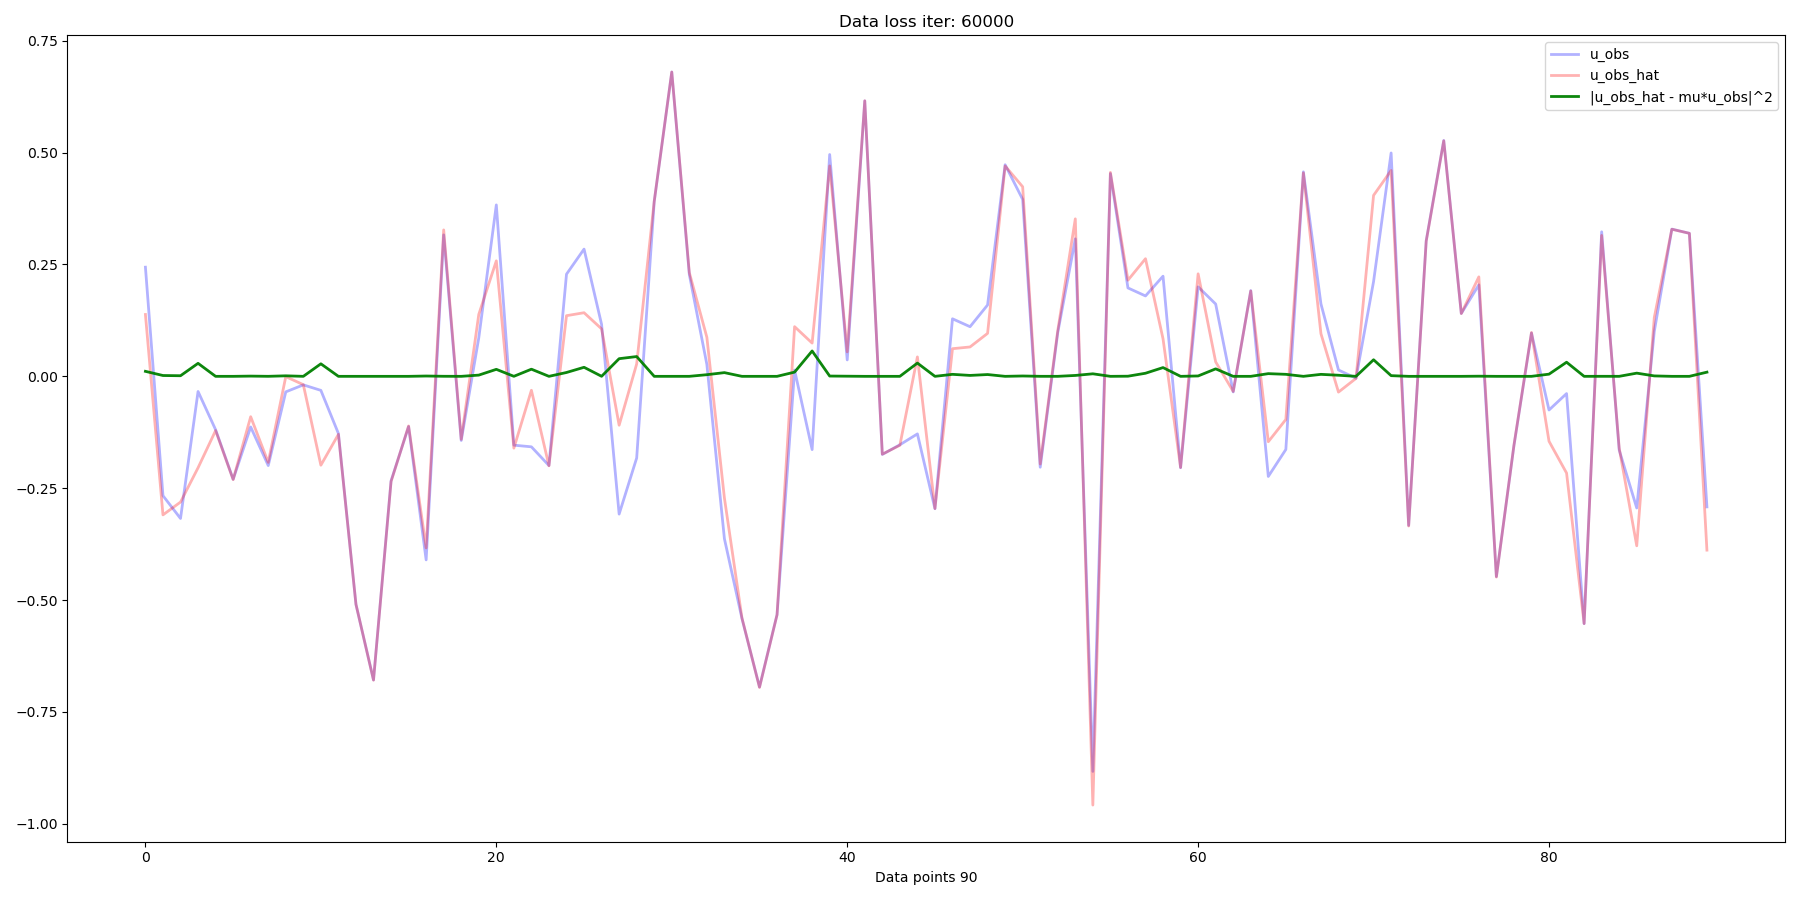 Data loss iter: 60000
u_obs
u_obs_hat
|u_obs_hat - mu*u_obs|^2
0.75
0.50
0.25
0.00
−0.25
−0.50
−0.75
−1.00
0 20 40 60 80
Data points 90